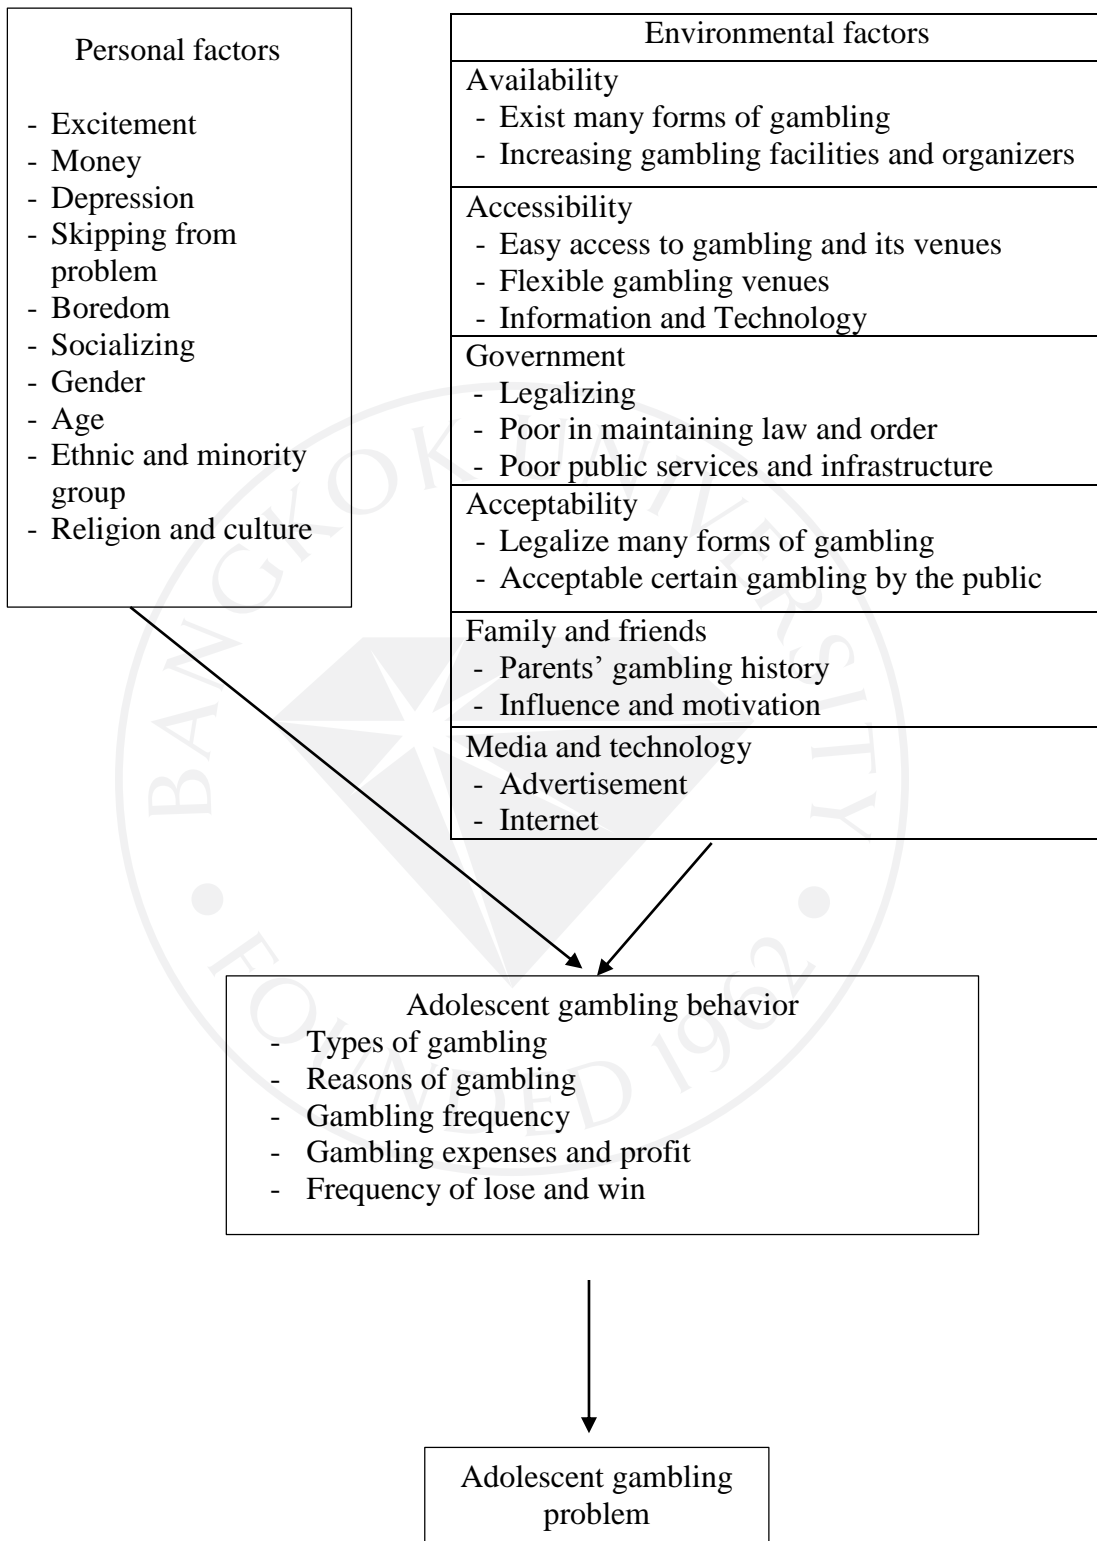 Personal factors
- Excitement
- Money
- Depression
- Skipping from
problem
- Boredom
- Socializing
- Gender
- Age
- Ethnic and minority
group
- Religion and culture
Environmental factors
Availability
- Exist many forms of gambling
- Increasing gambling facilities and organizers
Accessibility
- Easy access to gambling and its venues
- Flexible gambling venues
- Information and Technology
Government
- Legalizing
- Poor in maintaining law and order
- Poor public services and infrastructure
Acceptability
- Legalize many forms of gambling
- Acceptable certain gambling by the public
Family and friends
- Parents’ gambling history
- Influence and motivation
Media and technology
- Advertisement
- Internet
Adolescent gambling behavior
- Types of gambling
- Reasons of gambling
- Gambling frequency
- Gambling expenses and profit
- Frequency of lose and win
Adolescent gambling
problem
BANGKOK UNIVERSITY
FOUNDED 1962